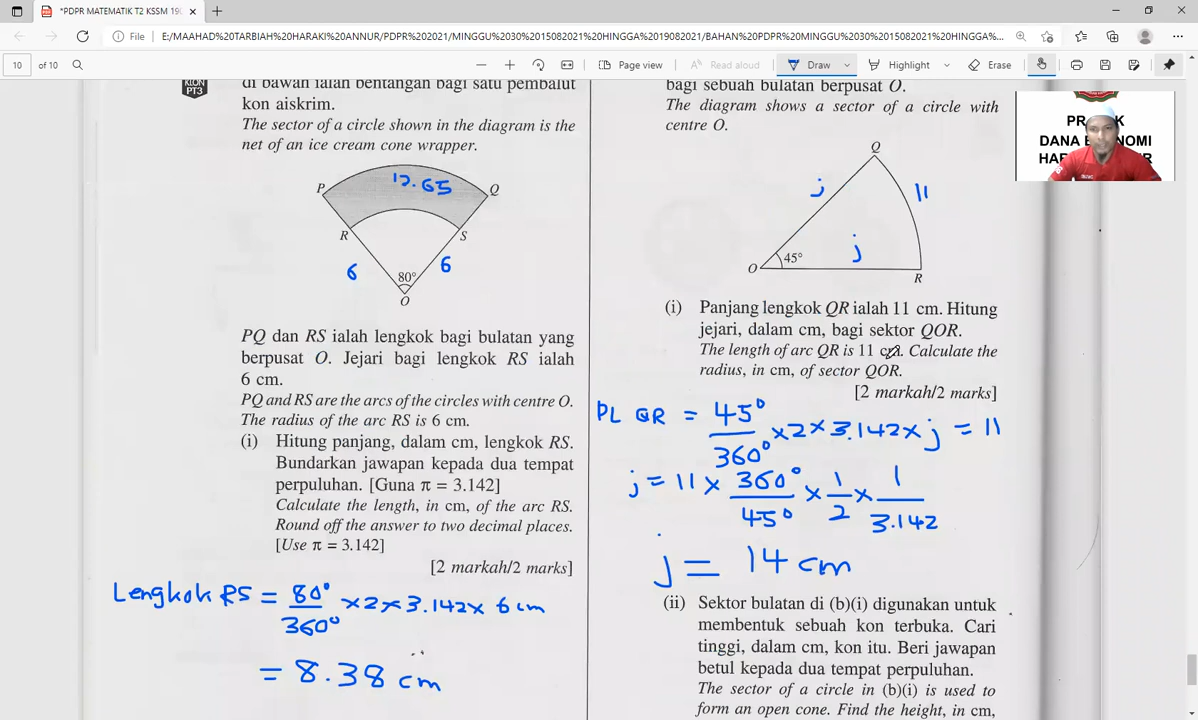 *PDPR MATEMATIK T2 KSSM 190
File
E:/MAAHAD%20TARBIAH%20HARAKI%20ANNUR/PDPR%202021/MINGGU%2030%2015082021%20HINGGA%2019082021/BAHAN%20PDPR%20MINGGU%2030%2015082021%20HINGGA%...
10 of 10
Page view
Read aloud
Draw
Highlight
Erase
KLON
PT3
di bawah ialah bentangan bagi satu pembalut
kon aiskrim.
The sector of a circle shown in the diagram is the
net of an ice cream cone wrapper.
P
12.65
Q
R
S
6
6
80°
O
PQ dan RS ialah lengkok bagi bulatan yang
berpusat O. Jejari bagi lengkok RS ialah
6 cm.
PQ and RS are the arcs of the circles with centre O.
The radius of the arc RS is 6 cm.
(i) Hitung panjang, dalam cm, lengkok RS.
Bundarkan jawapan kepada dua tempat
perpuluhan. [Guna π = 3.142]
Calculate the length, in cm, of the arc RS.
Round off the answer to two decimal places.
[Use π = 3.142]
[2 markah/2 marks]
Lengkok RS = 80°/360° × 2 × 3.142 × 6 cm
= 8.38 cm
bagi sebuah bulatan berpusat O.
The diagram shows a sector of a circle with
centre O.
Q
j
11
j
45°
O
R
(i) Panjang lengkok QR ialah 11 cm. Hitung
jejari, dalam cm, bagi sektor QOR.
The length of arc QR is 11 cm. Calculate the
radius, in cm, of sector QOR.
[2 markah/2 marks]
PL QR = 45°/360° × 2 × 3.142 × j = 11
j = 11 × 360°/45° × 1/2 × 1/3.142
j = 14 cm
(ii) Sektor bulatan di (b)(i) digunakan untuk
membentuk sebuah kon terbuka. Cari
tinggi, dalam cm, kon itu. Beri jawapan
betul kepada dua tempat perpuluhan.
The sector of a circle in (b)(i) is used to
form an open cone. Find the height, in cm,
DANA